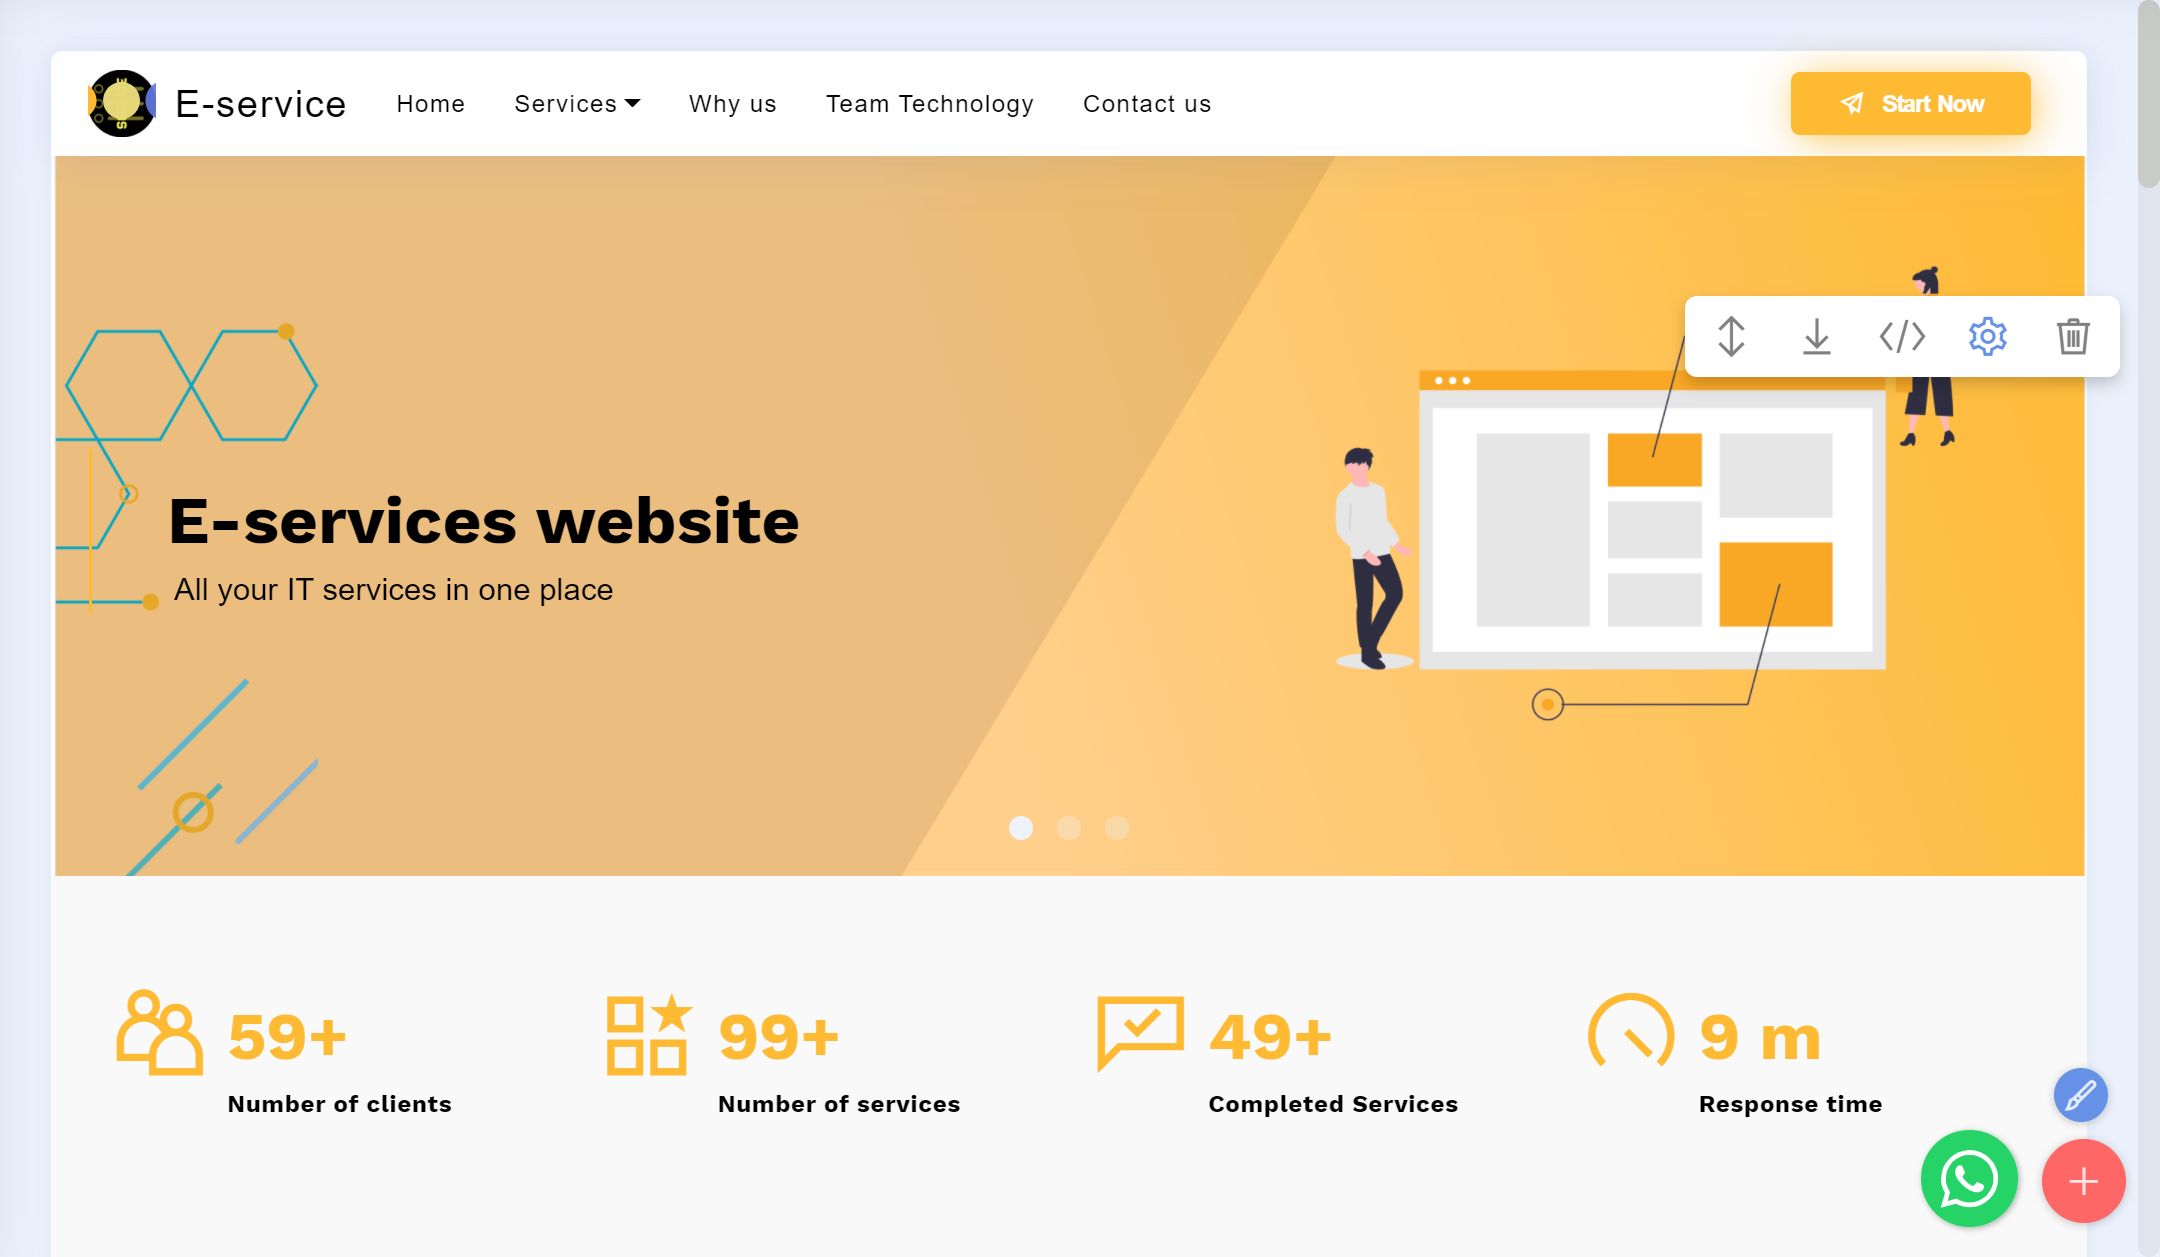 E-service
Home
Services
Why us
Team Technology
Contact us
Start Now
E-services website
All your IT services in one place
59+
Number of clients
99+
Number of services
49+
Completed Services
9 m
Response time